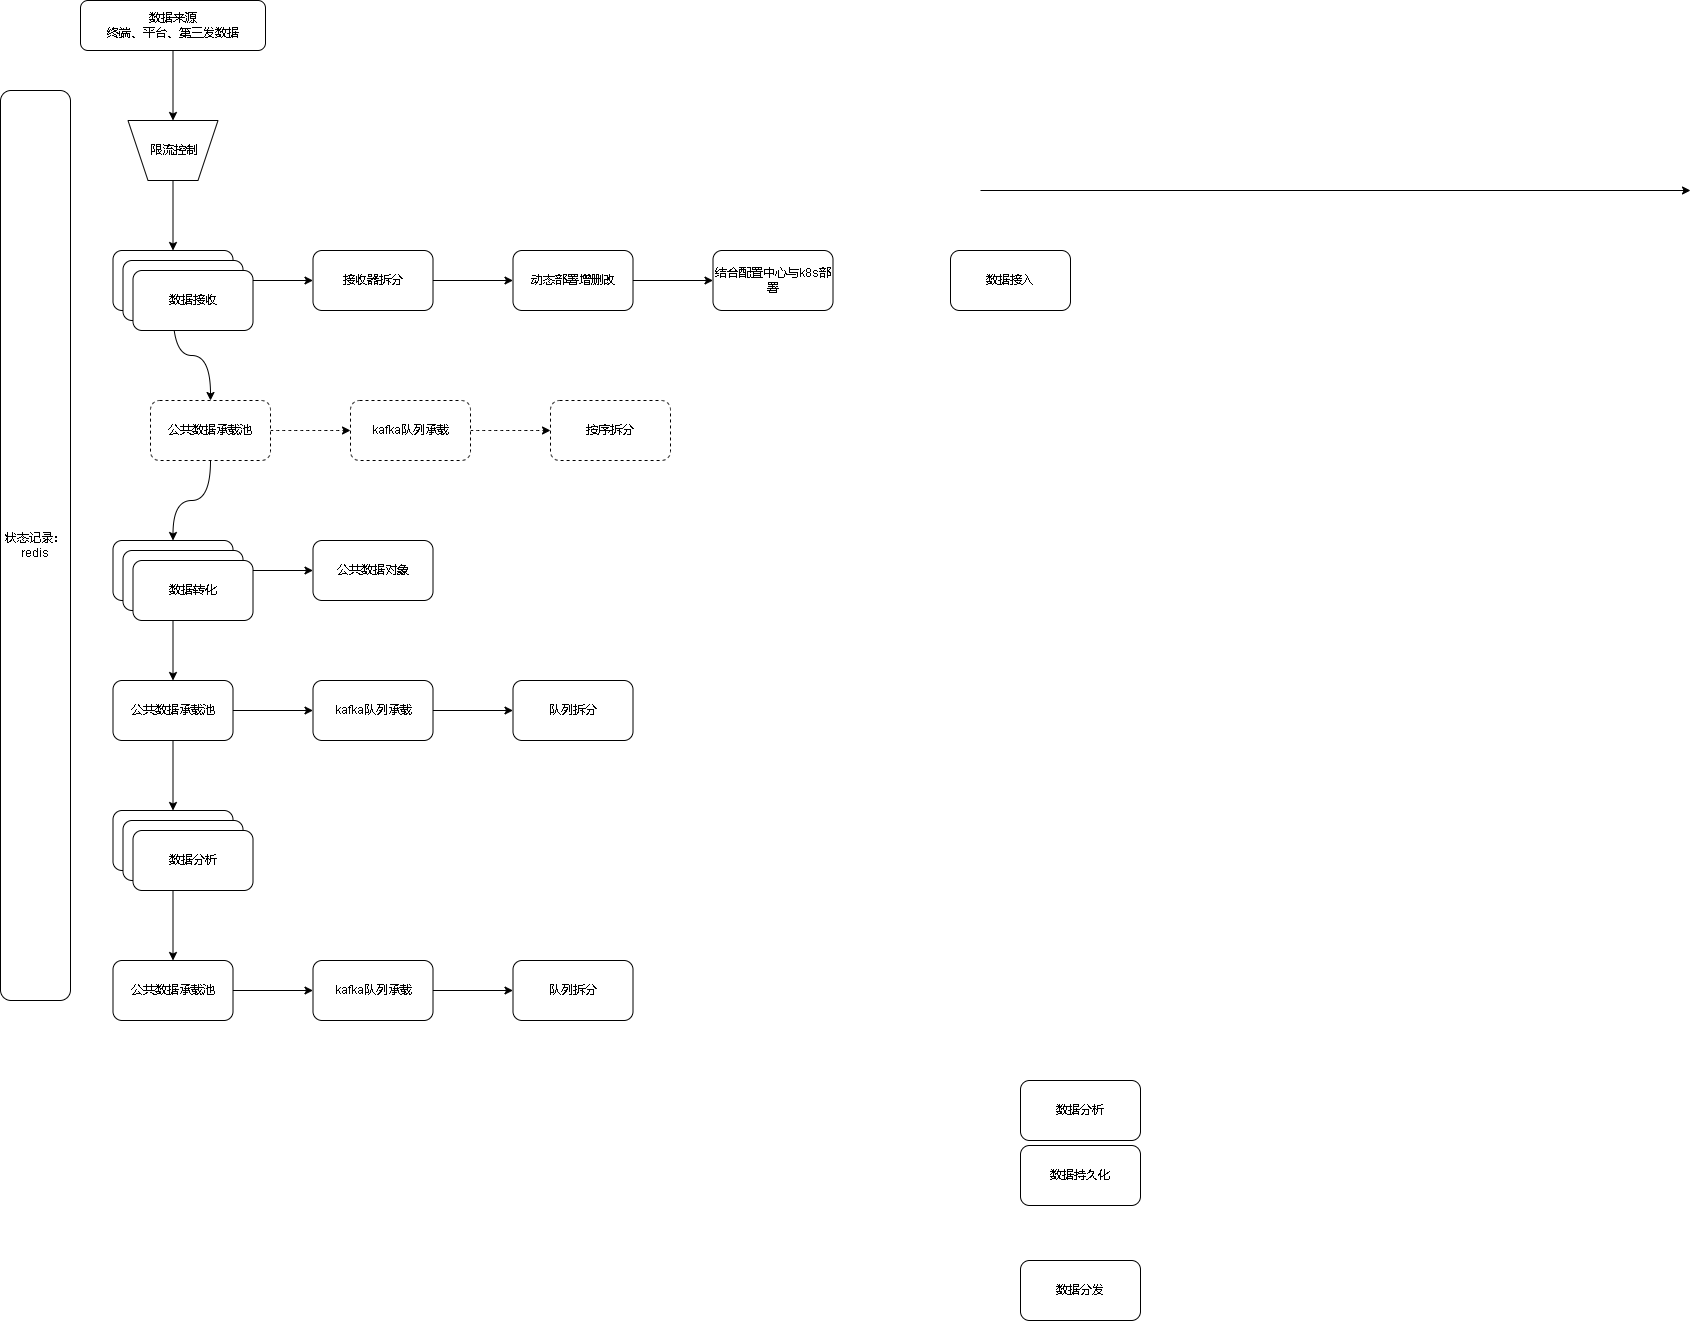 数据来源
终端、平台、第三发数据
限流控制
数据接收
接收器拆分
动态部署增删改
结合配置中心与k8s部
署
数据接入
公共数据承载池
kafka队列承载
按序拆分
状态记录：
redis
数据转化
公共数据对象
公共数据承载池
kafka队列承载
队列拆分
数据分析
公共数据承载池
kafka队列承载
队列拆分
数据分析
数据持久化
数据分发